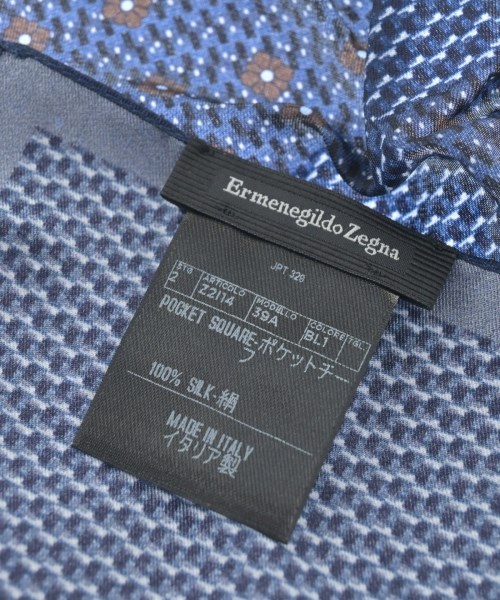 Ermenegildo Zegna
JPT 328
STG ARTICOLO MODELLO COLORE TGL
2 Z2114 39A BL1
POCKET SQUARE-ポケットチー
フ
100% SILK-絹
MADE IN ITALY
イタリア製